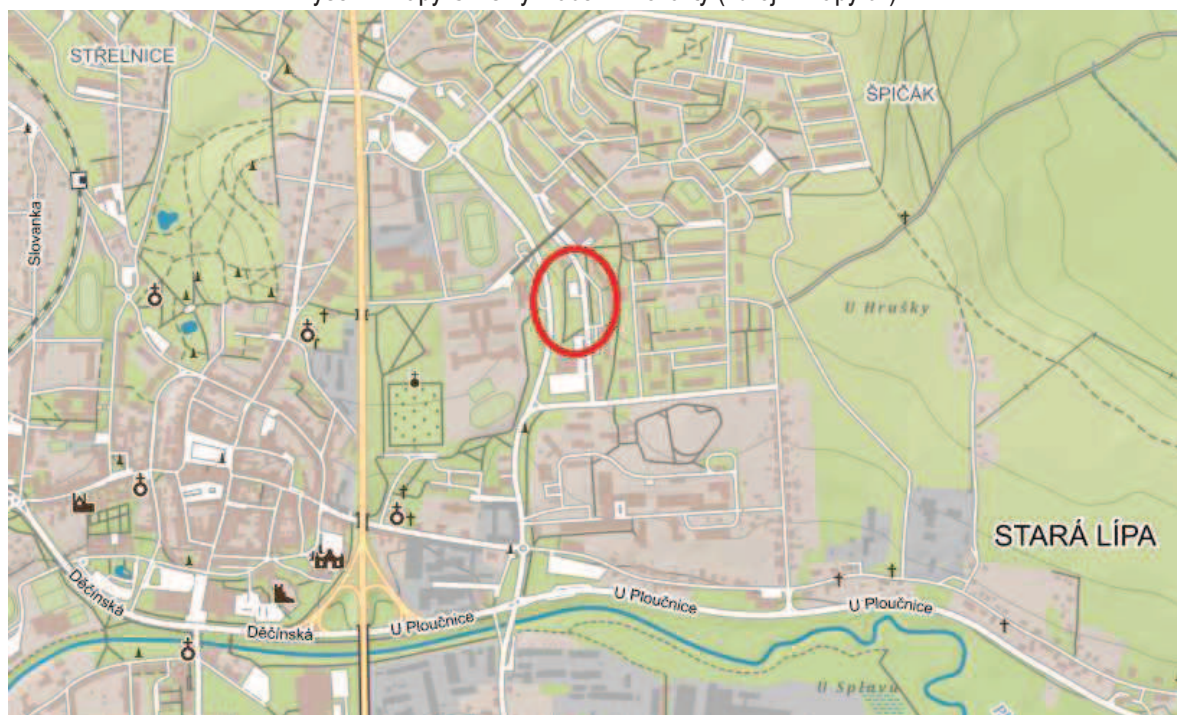 STŘELNICE
ŠPIČÁK
Slovanka
U Hrušky
STARÁ LÍPA
Děčínská
Děčínská
U Ploučnice
U Ploučnice
U Ploučnice
U Splavu